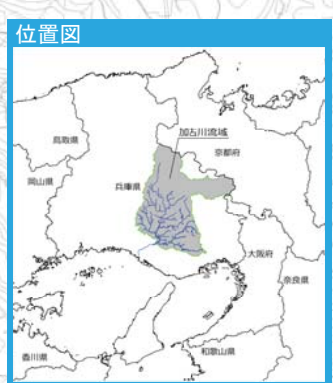 位置図
加古川流域
鳥取県
京都府
岡山県
兵庫県
大阪府
奈良県
和歌山県
香川県